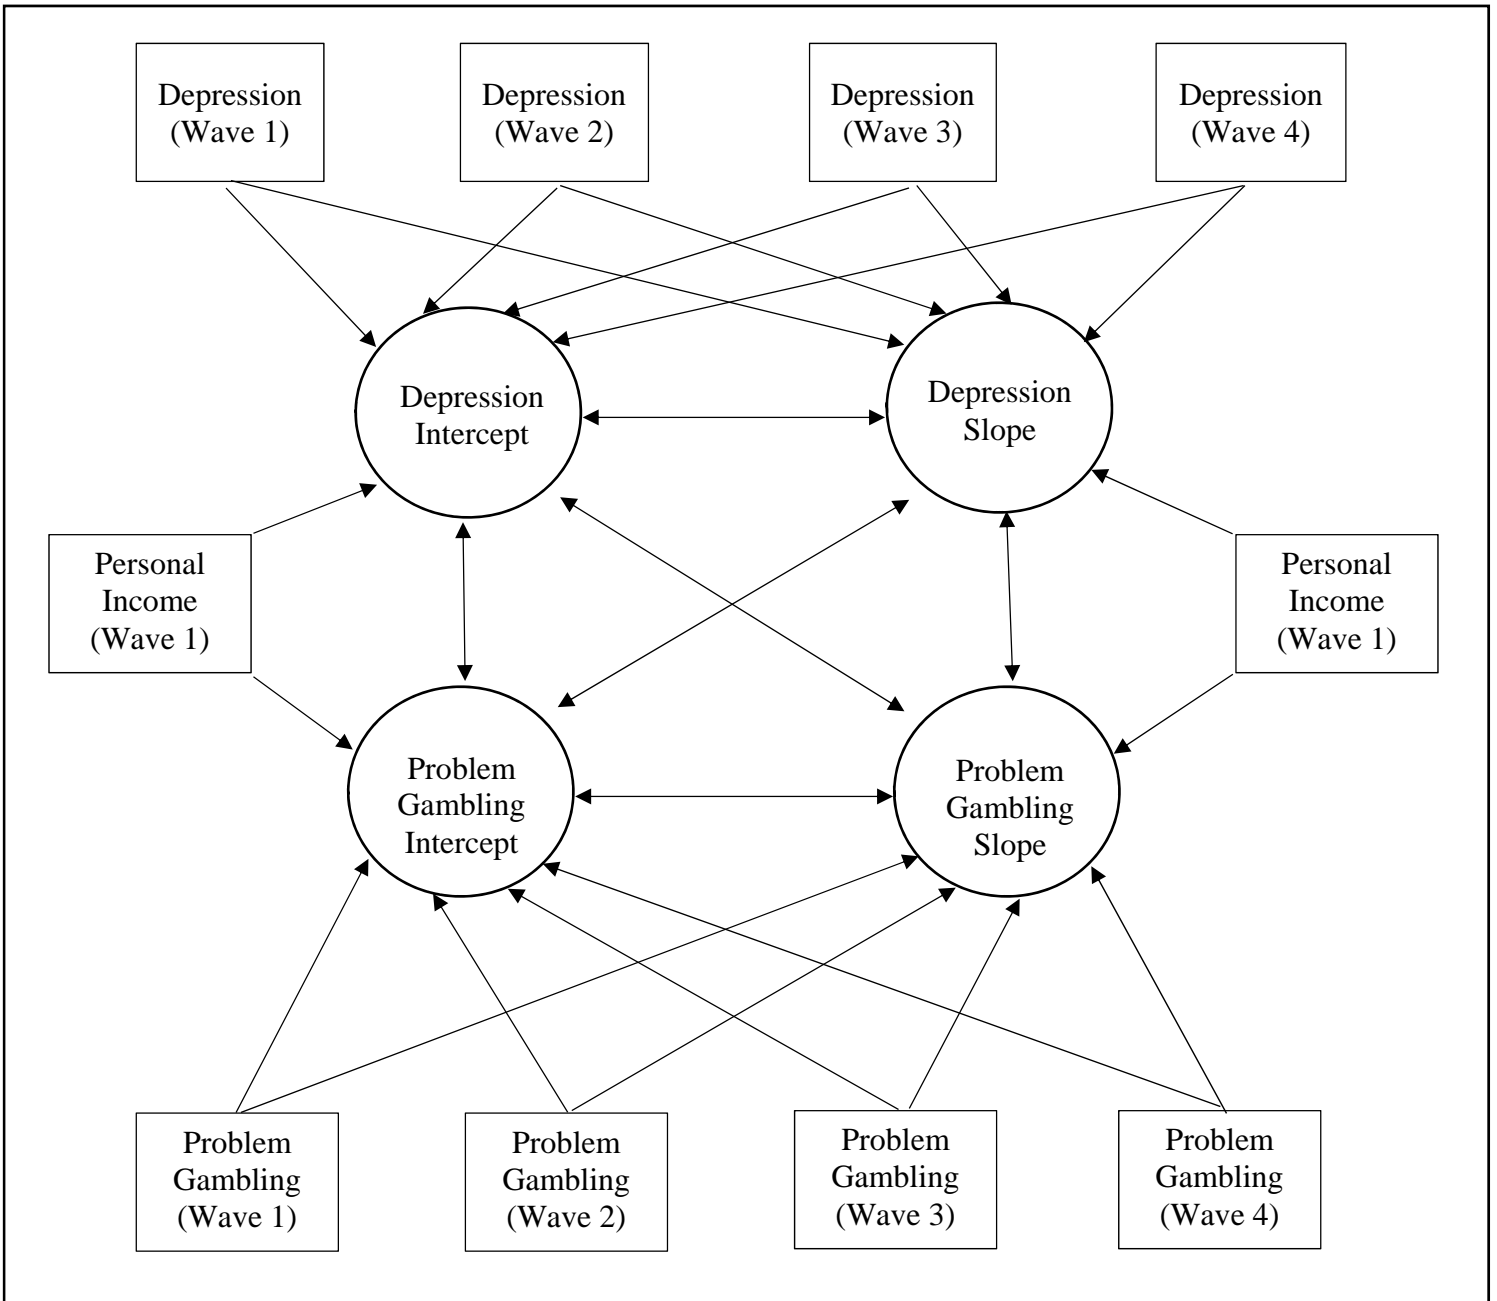 Depression
(Wave 1)
Depression
(Wave 2)
Depression
(Wave 3)
Depression
(Wave 4)
Depression
Intercept
Depression
Slope
Personal
Income
(Wave 1)
Personal
Income
(Wave 1)
Problem
Gambling
Intercept
Problem
Gambling
Slope
Problem
Gambling
(Wave 1)
Problem
Gambling
(Wave 2)
Problem
Gambling
(Wave 3)
Problem
Gambling
(Wave 4)